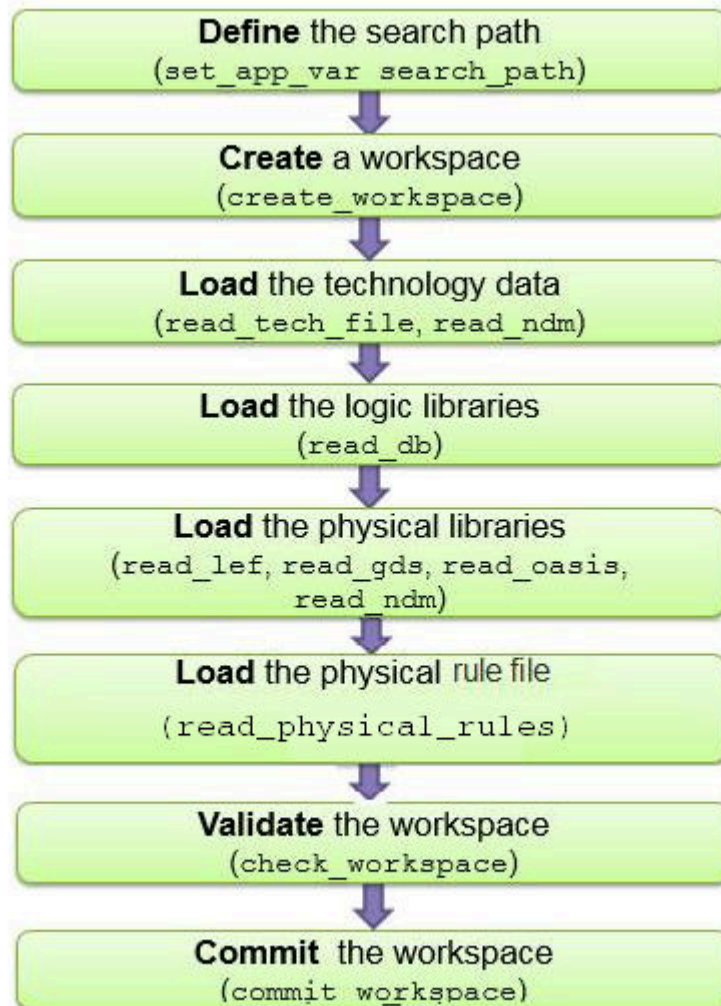 Define the search path
(set_app_var search_path)
Create a workspace
(create_workspace)
Load the technology data
(read_tech_file, read_ndm)
Load the logic libraries
(read_db)
Load the physical libraries
(read_lef, read_gds, read_oasis,
read_ndm)
Load the physical rule file
(read_physical_rules)
Validate the workspace
(check_workspace)
Commit the workspace
(commit_workspace)